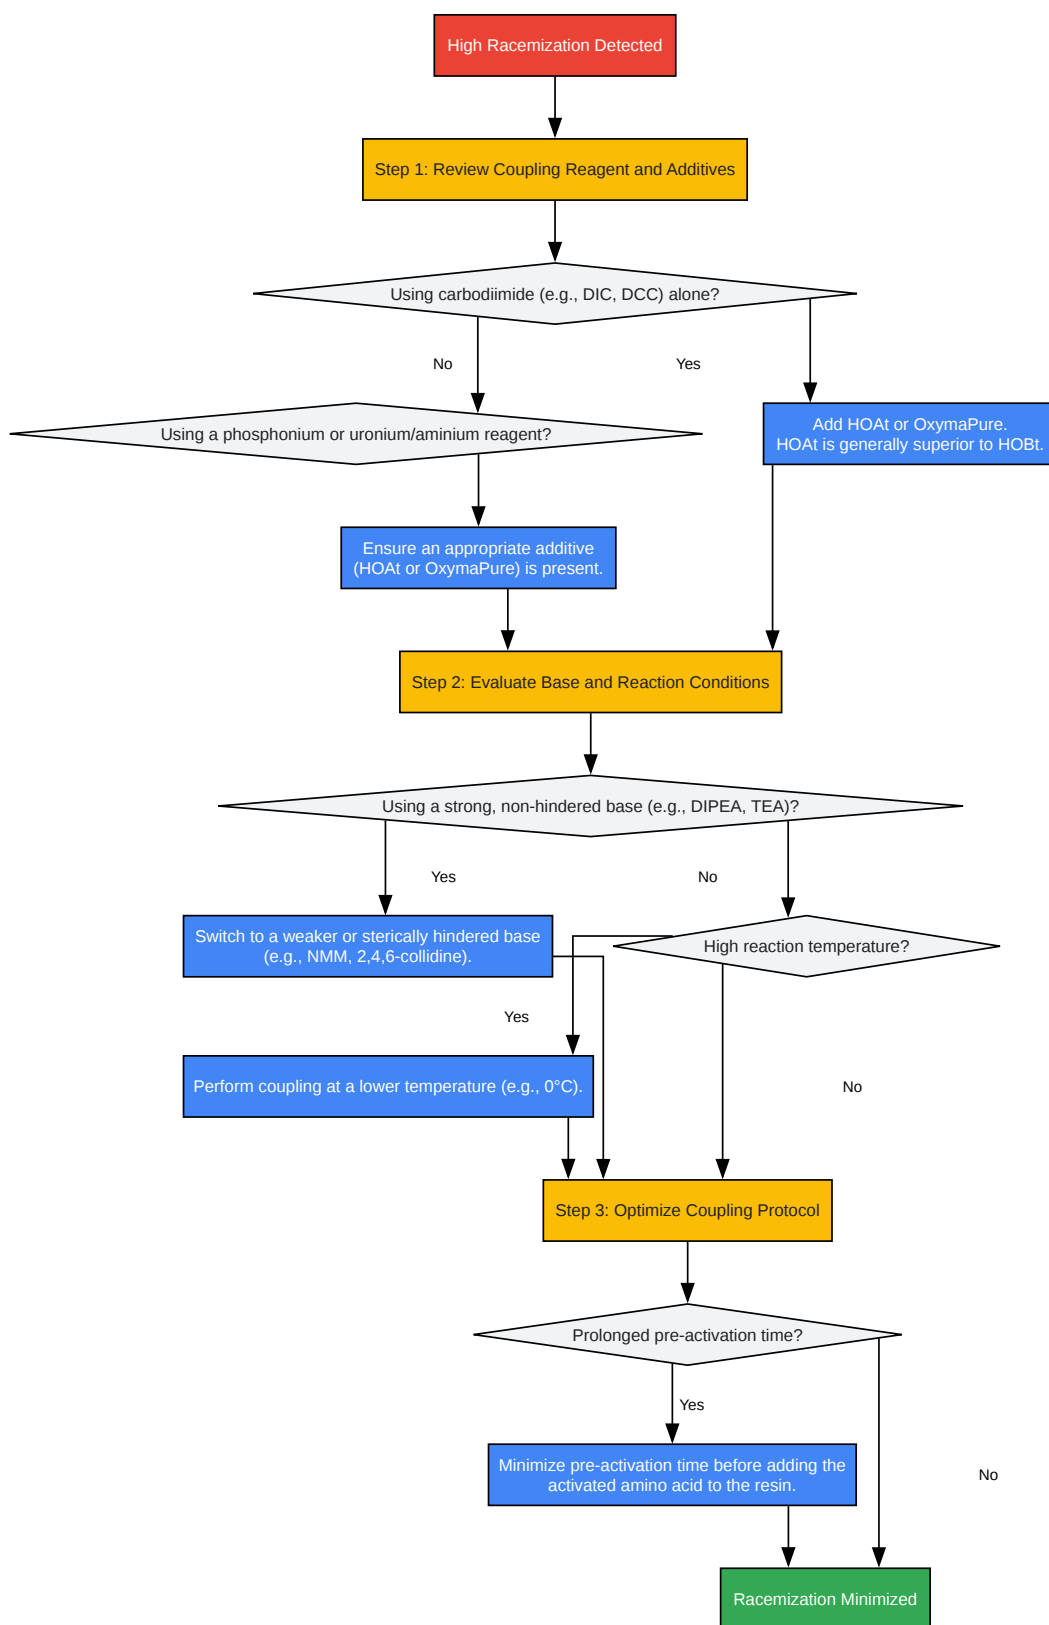 High Racemization Detected
Step 1: Review Coupling Reagent and Additives
Using carbodiimide (e.g., DIC, DCC) alone?
No
Yes
Using a phosphonium or uronium/aminium reagent?
Add HOAt or OxymaPure.
HOAt is generally superior to HOBt.
Ensure an appropriate additive
(HOAt or OxymaPure) is present.
Step 2: Evaluate Base and Reaction Conditions
Using a strong, non-hindered base (e.g., DIPEA, TEA)?
Yes
No
Switch to a weaker or sterically hindered base
(e.g., NMM, 2,4,6-collidine).
High reaction temperature?
Yes
Perform coupling at a lower temperature (e.g., 0°C).
No
Step 3: Optimize Coupling Protocol
Prolonged pre-activation time?
Yes
Minimize pre-activation time before adding the
activated amino acid to the resin.
No
Racemization Minimized